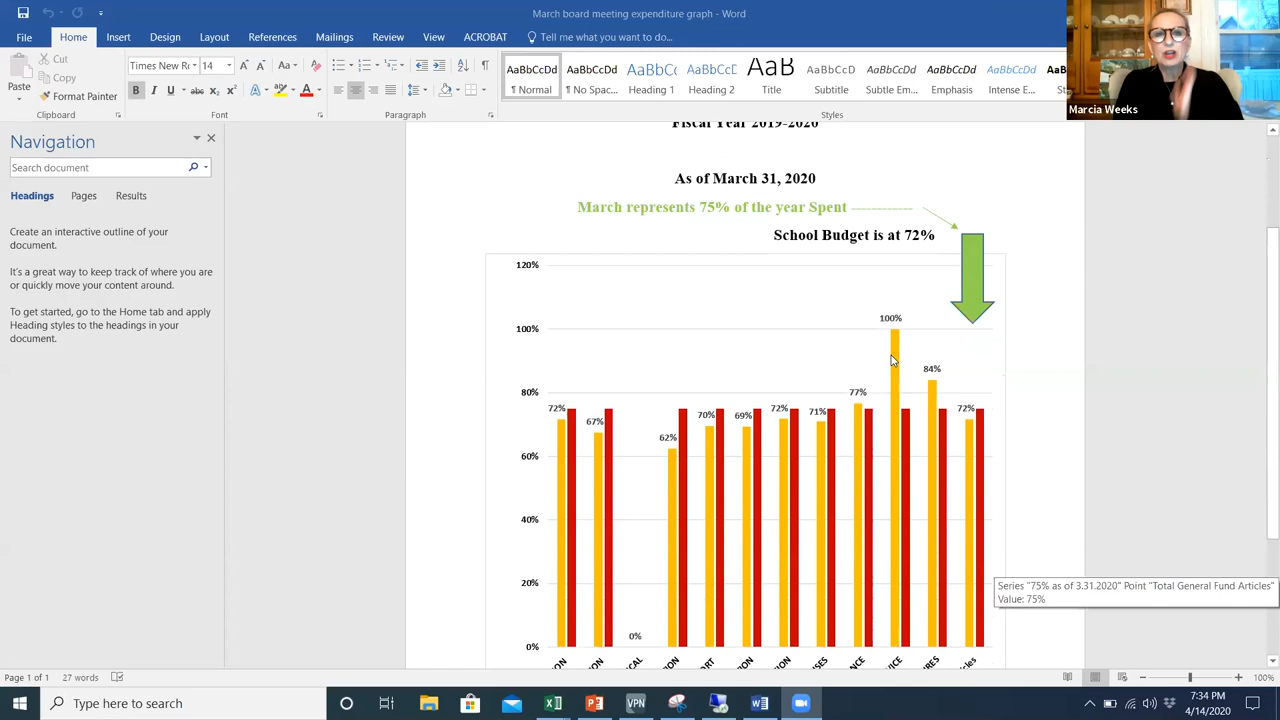 March board meeting expenditure graph - Word
File Home Insert Design Layout References Mailings Review View ACROBAT Tell me what you want to do...
Paste
Cut
Copy
Format Painter
Clipboard
Times New Ro 14
Aa
B I U abc x₂ x²
A
Font
Paragraph
AaBbCcDd AaBbCcDd AaBbCc AaBbCcC AaB AaBbCcD AaBbCcDd AaBbCcDd AaBbCcDd
¶ Normal ¶ No Spac... Heading 1 Heading 2 Title Subtitle Subtle Em... Emphasis Intense E...
Styles
Marcia Weeks
Navigation
Search document
Headings Pages Results
Create an interactive outline of your
document.
It's a great way to keep track of where you are
or quickly move your content around.
To get started, go to the Home tab and apply
Heading styles to the headings in your
document.
Fiscal Year 2019-2020
As of March 31, 2020
March represents 75% of the year Spent ------------
School Budget is at 72%
120%
100%
80%
60%
40%
20%
0%
72%
67%
0%
62%
70%
69%
72%
71%
77%
100%
84%
72%
Series "75% as of 3.31.2020" Point "Total General Fund Articles"
Value: 75%
Page 1 of 1 27 words
100%
Type here to search
VPN
7:34 PM
4/14/2020